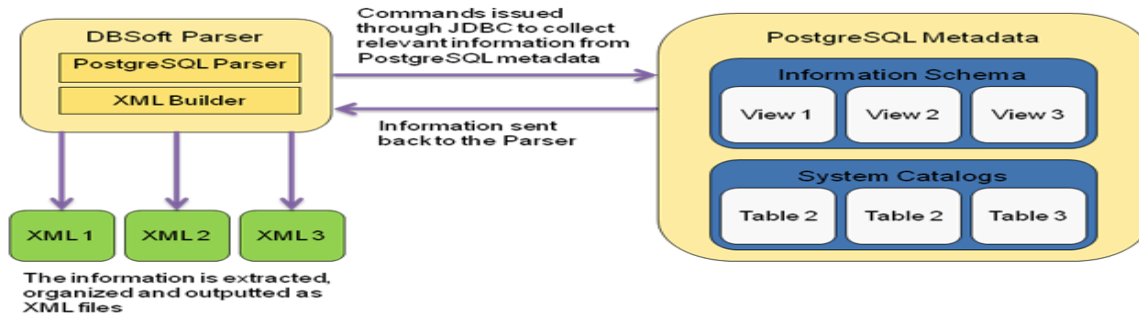 DBSoft Parser
PostgreSQL Parser
XML Builder
Commands issued
through JDBC to collect
relevant information from
PostgreSQL metadata
Information sent
back to the Parser
PostgreSQL Metadata
Information Schema
View 1
View 2
View 3
System Catalogs
Table 2
Table 2
Table 3
XML 1
XML 2
XML 3
The information is extracted,
organized and outputted as
XML files